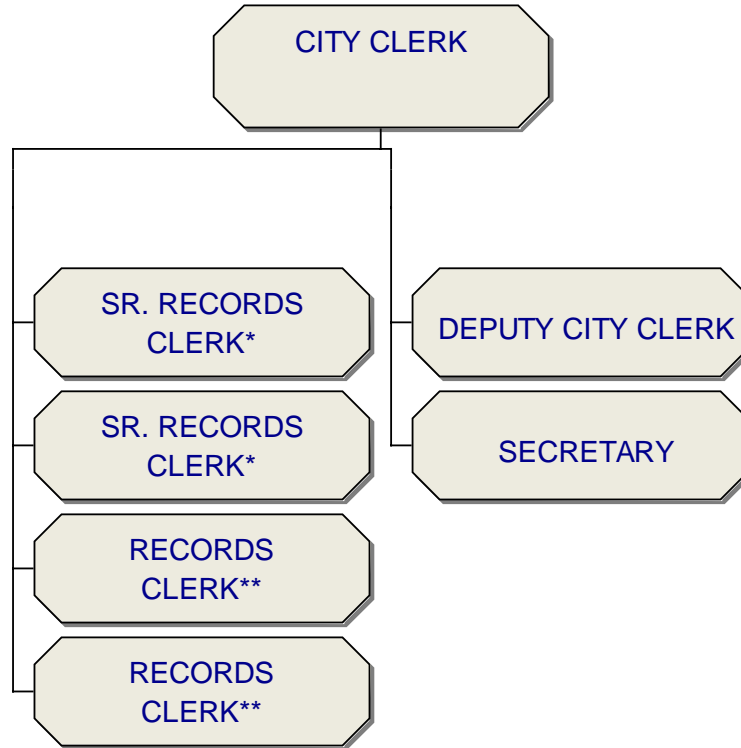 CITY CLERK
SR. RECORDS
CLERK*
SR. RECORDS
CLERK*
RECORDS
CLERK**
RECORDS
CLERK**
DEPUTY CITY CLERK
SECRETARY